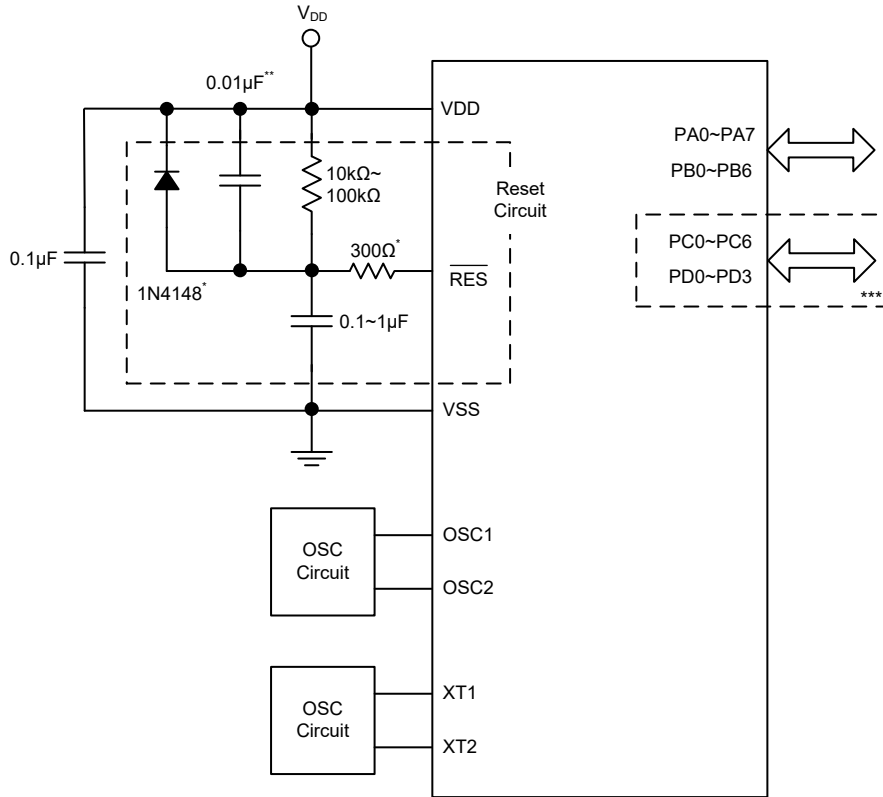 VDD
0.01µF**
VDD
10kΩ~
100kΩ
Reset
Circuit
PA0~PA7
PB0~PB6
0.1µF
1N4148*
300Ω*
RES
PC0~PC6
PD0~PD3
***
0.1~1µF
VSS
OSC
Circuit
OSC1
OSC2
OSC
Circuit
XT1
XT2